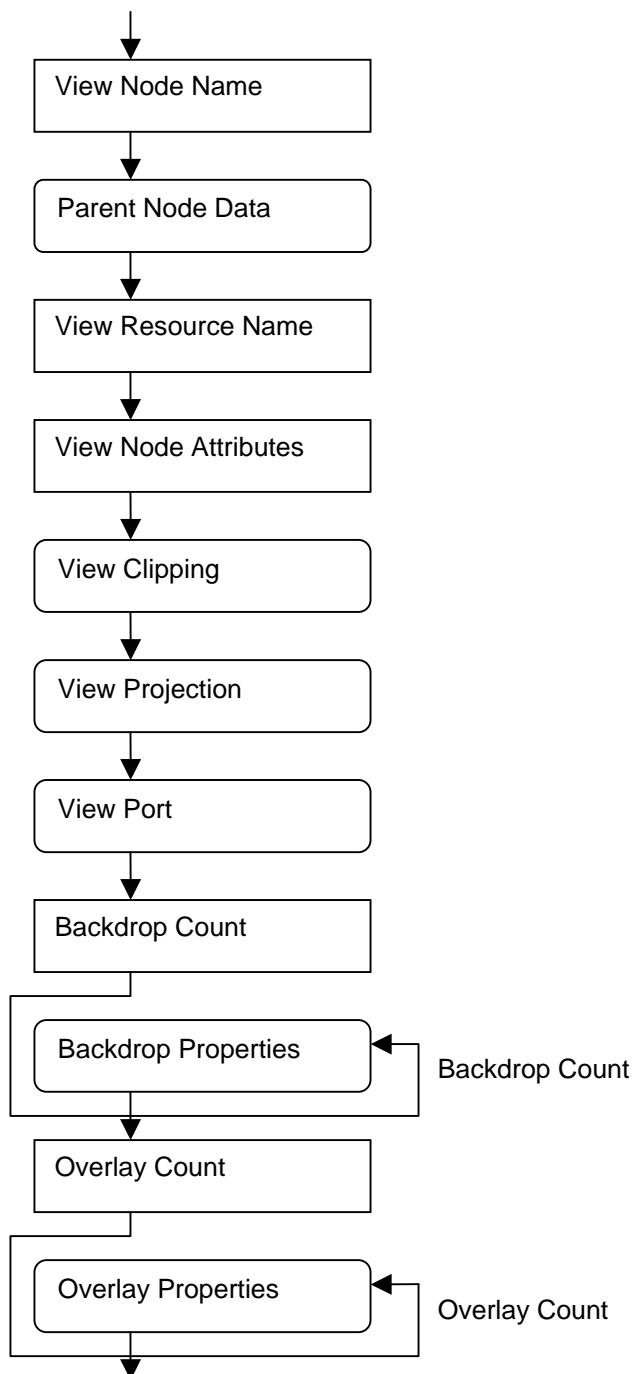 View Node Name
Parent Node Data
View Resource Name
View Node Attributes
View Clipping
View Projection
View Port
Backdrop Count
Backdrop Properties
Backdrop Count
Overlay Count
Overlay Properties
Overlay Count